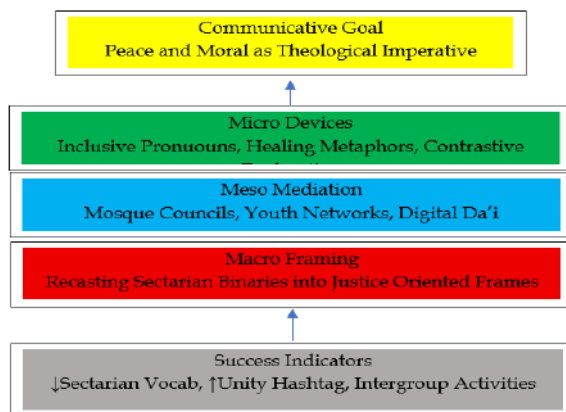 Communicative Goal
Peace and Moral as Theological Imperative
Micro Devices
Inclusive Pronuouns, Healing Metaphors, Contrastive
Meso Mediation
Mosque Councils, Youth Networks, Digital Da’i
Macro Framing
Recasting Sectarian Binaries into Justice Oriented Frames
Success Indicators
↓Sectarian Vocab, ↑Unity Hashtag, Intergroup Activities